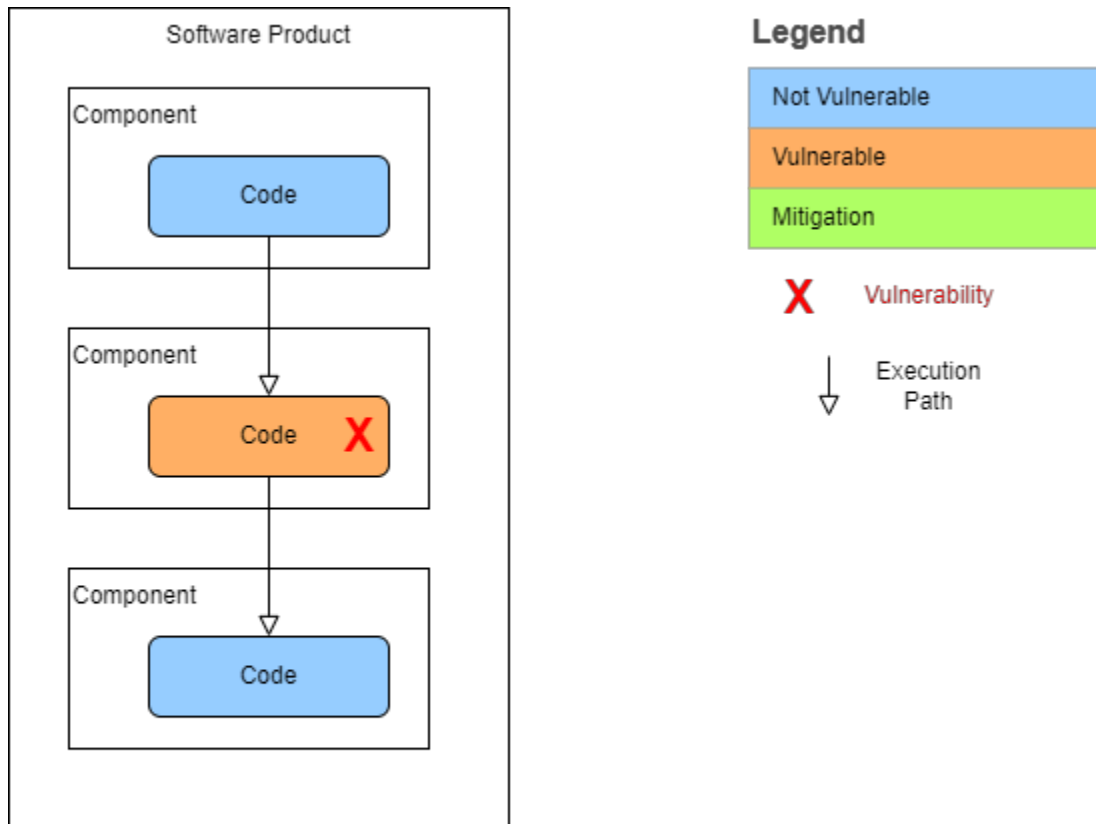 Software Product
Component
Code
Component
Code X
Component
Code
Legend
Not Vulnerable
Vulnerable
Mitigation
X Vulnerability
Execution
Path